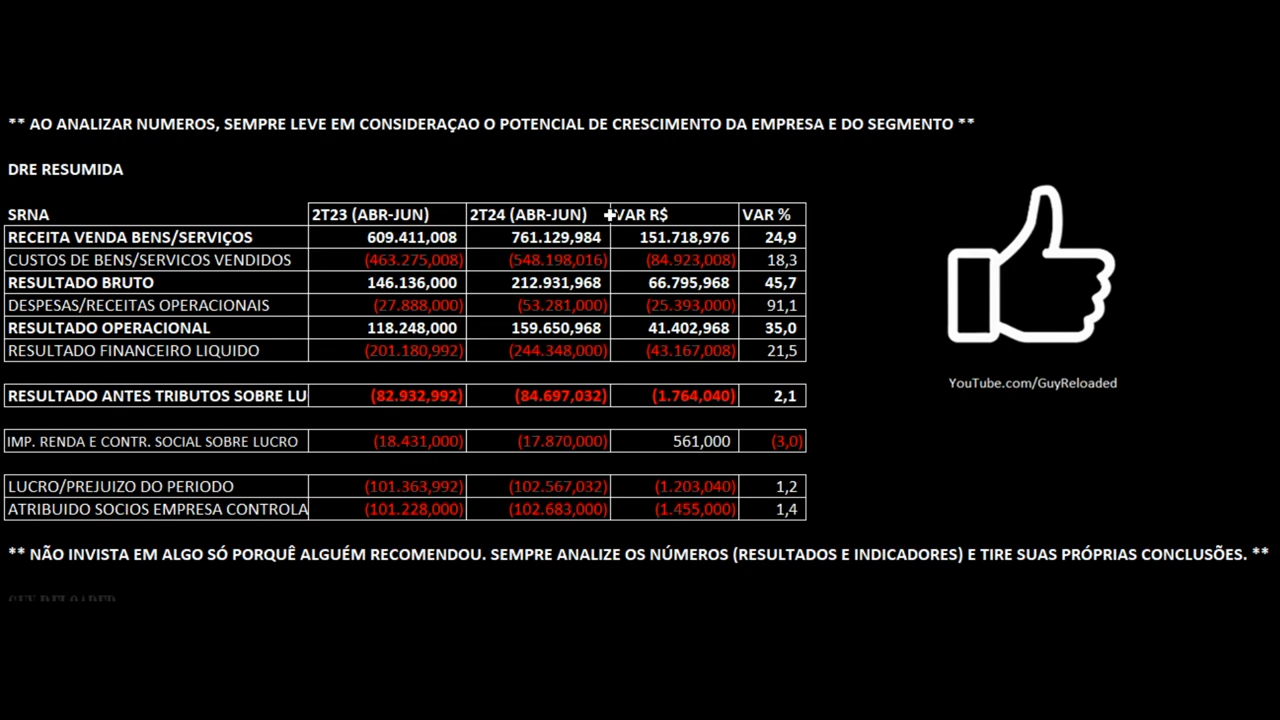 ** AO ANALIZAR NUMEROS, SEMPRE LEVE EM CONSIDERAÇAO O POTENCIAL DE CRESCIMENTO DA EMPRESA E DO SEGMENTO **
DRE RESUMIDA
SRNA 2T23 (ABR-JUN) 2T24 (ABR-JUN) VAR R$ VAR %
RECEITA VENDA BENS/SERVIÇOS 609.411,008 761.129,984 151.718,976 24,9
CUSTOS DE BENS/SERVICOS VENDIDOS (463.275,008) (548.198,016) (84.923,008) 18,3
RESULTADO BRUTO 146.136,000 212.931,968 66.795,968 45,7
DESPESAS/RECEITAS OPERACIONAIS (27.888,000) (53.281,000) (25.393,000) 91,1
RESULTADO OPERACIONAL 118.248,000 159.650,968 41.402,968 35,0
RESULTADO FINANCEIRO LIQUIDO (201.180,992) (244.348,000) (43.167,008) 21,5
RESULTADO ANTES TRIBUTOS SOBRE LU (82.932,992) (84.697,032) (1.764,040) 2,1
IMP. RENDA E CONTR. SOCIAL SOBRE LUCRO (18.431,000) (17.870,000) 561,000 (3,0)
LUCRO/PREJUIZO DO PERIODO (101.363,992) (102.567,032) (1.203,040) 1,2
ATRIBUIDO SOCIOS EMPRESA CONTROLA (101.228,000) (102.683,000) (1.455,000) 1,4
YouTube.com/GuyReloaded
** NÃO INVISTA EM ALGO SÓ PORQUÊ ALGUÉM RECOMENDOU. SEMPRE ANALIZE OS NÚMEROS (RESULTADOS E INDICADORES) E TIRE SUAS PRÓPRIAS CONCLUSÕES. **
GUY RELOADED